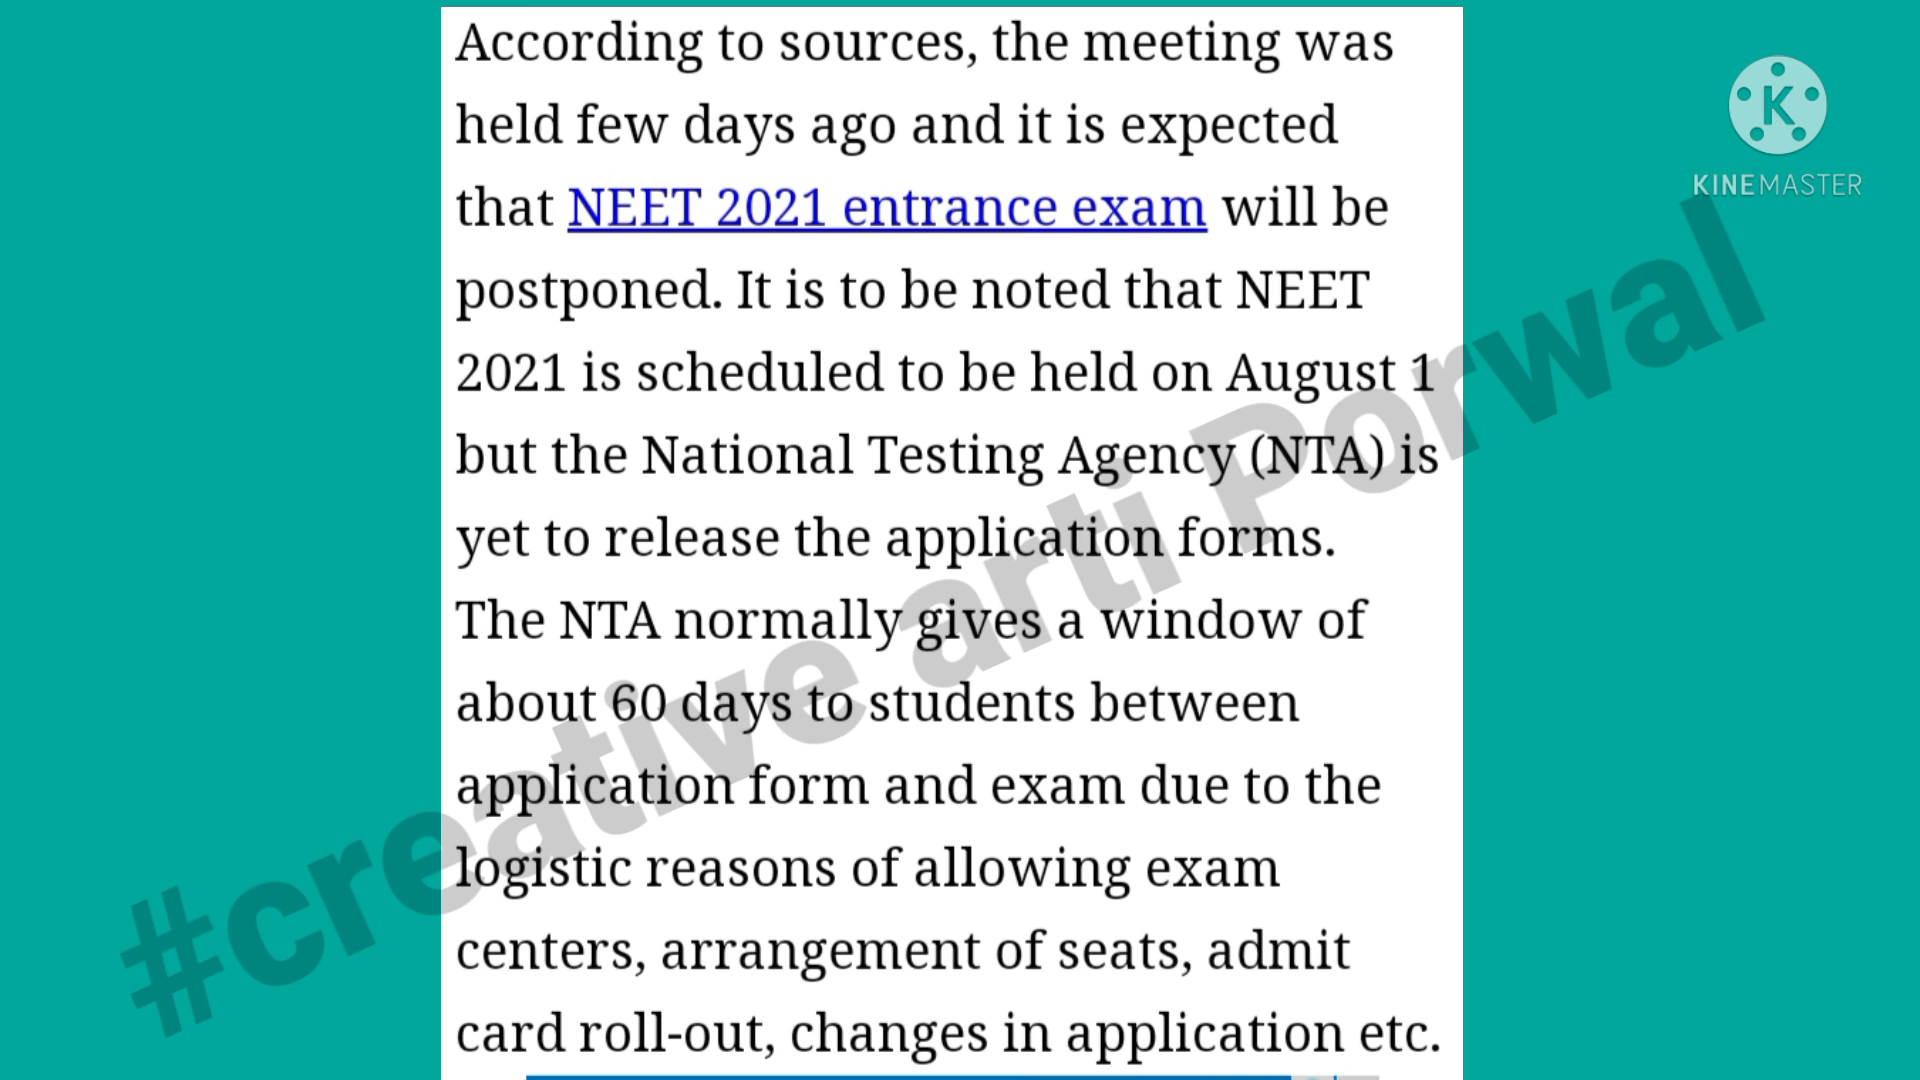 According to sources, the meeting was
held few days ago and it is expected
that NEET 2021 entrance exam will be
postponed. It is to be noted that NEET
2021 is scheduled to be held on August 1
but the National Testing Agency (NTA) is
yet to release the application forms.
The NTA normally gives a window of
about 60 days to students between
application form and exam due to the
logistic reasons of allowing exam
centers, arrangement of seats, admit
card roll-out, changes in application etc.
K
KINEMASTER
#creative arti Porwal